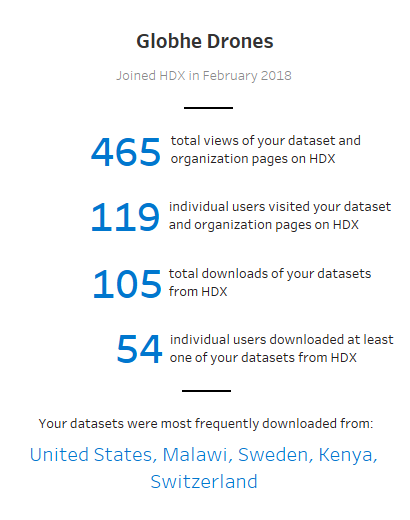 Globhe Drones
Joined HDX in February 2018
465
total views of your dataset and
organization pages on HDX
119
individual users visited your dataset
and organization pages on HDX
105
total downloads of your datasets
from HDX
54
individual users downloaded at least
one of your datasets from HDX
Your datasets were most frequently downloaded from:
United States, Malawi, Sweden, Kenya,
Switzerland